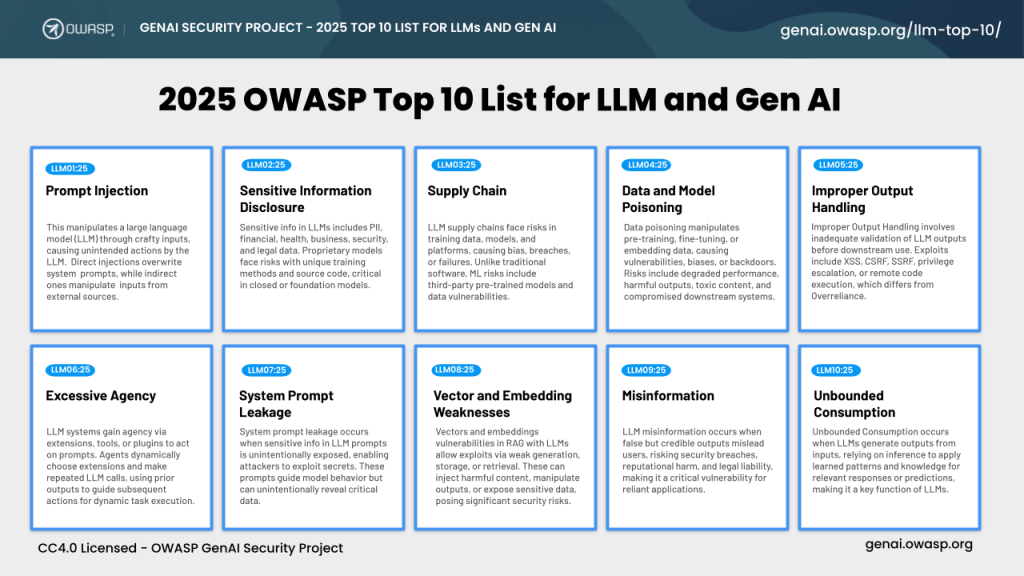 OWASP
GENAI SECURITY PROJECT - 2025 TOP 10 LIST FOR LLMs AND GEN AI
genai.owasp.org/llm-top-10/
2025 OWASP Top 10 List for LLM and Gen AI
LLM01:25
Prompt Injection
This manipulates a large language
model (LLM) through crafty inputs,
causing unintended actions by the
LLM. Direct injections overwrite
system prompts, while indirect
ones manipulate inputs from
external sources.
LLM02:25
Sensitive Information
Disclosure
Sensitive info in LLMs includes PII,
financial, health, business, security,
and legal data. Proprietary models
face risks with unique training
methods and source code, critical
in closed or foundation models.
LLM03:25
Supply Chain
LLM supply chains face risks in
training data, models, and
platforms, causing bias, breaches,
or failures. Unlike traditional
software, ML risks include
third-party pre-trained models and
data vulnerabilities.
LLM04:25
Data and Model
Poisoning
Data poisoning manipulates
pre-training, fine-tuning, or
embedding data, causing
vulnerabilities, biases, or backdoors.
Risks include degraded performance,
harmful outputs, toxic content, and
compromised downstream systems.
LLM05:25
Improper Output
Handling
Improper Output Handling involves
inadequate validation of LLM outputs
before downstream use. Exploits
include XSS, CSRF, SSRF, privilege
escalation, or remote code
execution, which differs from
Overreliance.
LLM06:25
Excessive Agency
LLM systems gain agency via
extensions, tools, or plugins to act
on prompts. Agents dynamically
choose extensions and make
repeated LLM calls, using prior
outputs to guide subsequent
actions for dynamic task execution.
LLM07:25
System Prompt
Leakage
System prompt leakage occurs
when sensitive info in LLM prompts
is unintentionally exposed, enabling
attackers to exploit secrets. These
prompts guide model behavior but
can unintentionally reveal critical
data.
LLM08:25
Vector and Embedding
Weaknesses
Vectors and embeddings
vulnerabilities in RAG with LLMs
allow exploits via weak generation,
storage, or retrieval. These can
inject harmful content, manipulate
outputs, or expose sensitive data,
posing significant security risks.
LLM09:25
Misinformation
LLM misinformation occurs when
false but credible outputs mislead
users, risking security breaches,
reputational harm, and legal liability,
making it a critical vulnerability for
reliant applications.
LLM10:25
Unbounded
Consumption
Unbounded Consumption occurs
when LLMs generate outputs from
inputs, relying on inference to apply
learned patterns and knowledge for
relevant responses or predictions,
making it a key function of LLMs.
CC4.0 Licensed - OWASP GenAI Security Project
genai.owasp.org